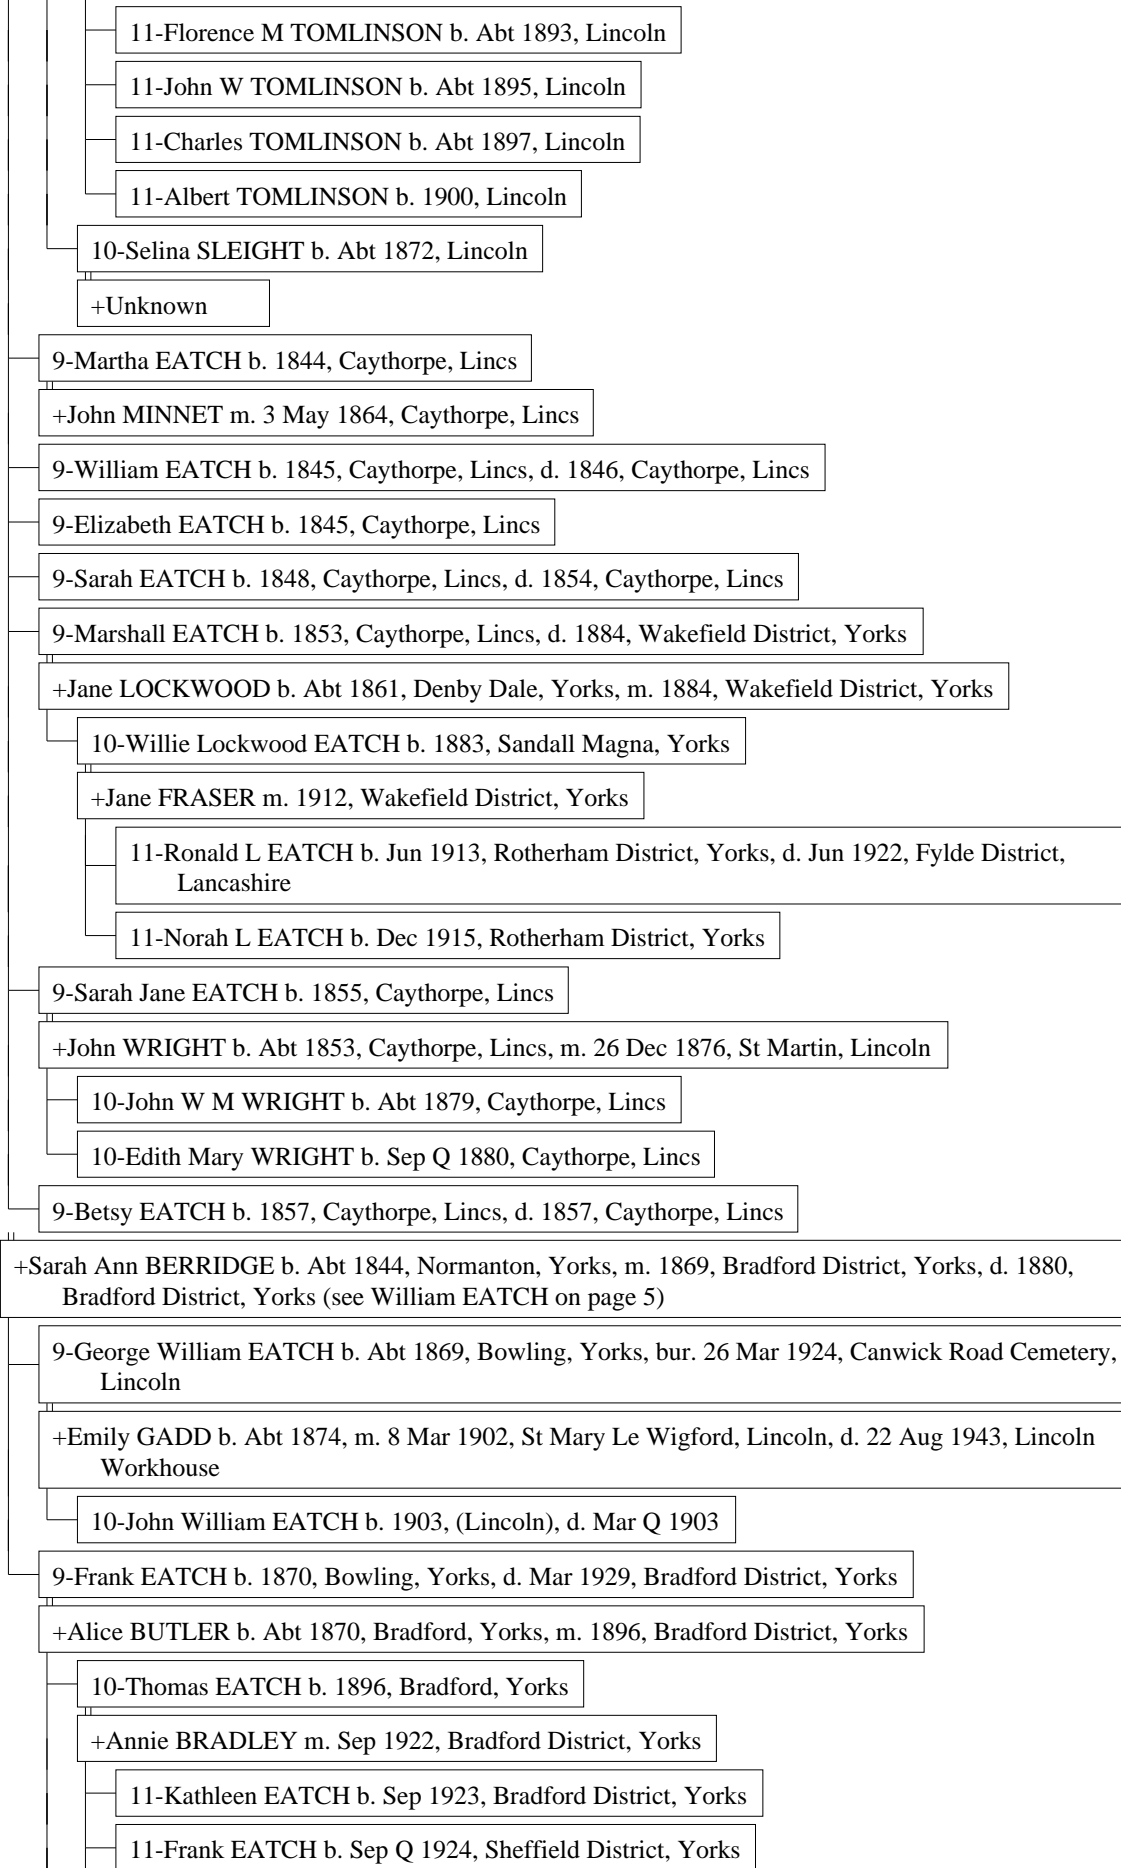 11-Florence M TOMLINSON b. Abt 1893, Lincoln
11-John W TOMLINSON b. Abt 1895, Lincoln
11-Charles TOMLINSON b. Abt 1897, Lincoln
11-Albert TOMLINSON b. 1900, Lincoln
10-Selina SLEIGHT b. Abt 1872, Lincoln
+Unknown
9-Martha EATCH b. 1844, Caythorpe, Lincs
+John MINNET m. 3 May 1864, Caythorpe, Lincs
9-William EATCH b. 1845, Caythorpe, Lincs, d. 1846, Caythorpe, Lincs
9-Elizabeth EATCH b. 1845, Caythorpe, Lincs
9-Sarah EATCH b. 1848, Caythorpe, Lincs, d. 1854, Caythorpe, Lincs
9-Marshall EATCH b. 1853, Caythorpe, Lincs, d. 1884, Wakefield District, Yorks
+Jane LOCKWOOD b. Abt 1861, Denby Dale, Yorks, m. 1884, Wakefield District, Yorks
10-Willie Lockwood EATCH b. 1883, Sandall Magna, Yorks
+Jane FRASER m. 1912, Wakefield District, Yorks
11-Ronald L EATCH b. Jun 1913, Rotherham District, Yorks, d. Jun 1922, Fylde District,
Lancashire
11-Norah L EATCH b. Dec 1915, Rotherham District, Yorks
9-Sarah Jane EATCH b. 1855, Caythorpe, Lincs
+John WRIGHT b. Abt 1853, Caythorpe, Lincs, m. 26 Dec 1876, St Martin, Lincoln
10-John W M WRIGHT b. Abt 1879, Caythorpe, Lincs
10-Edith Mary WRIGHT b. Sep Q 1880, Caythorpe, Lincs
9-Betsy EATCH b. 1857, Caythorpe, Lincs, d. 1857, Caythorpe, Lincs
+Sarah Ann BERRIDGE b. Abt 1844, Normanton, Yorks, m. 1869, Bradford District, Yorks, d. 1880,
Bradford District, Yorks (see William EATCH on page 5)
9-George William EATCH b. Abt 1869, Bowling, Yorks, bur. 26 Mar 1924, Canwick Road Cemetery,
Lincoln
+Emily GADD b. Abt 1874, m. 8 Mar 1902, St Mary Le Wigford, Lincoln, d. 22 Aug 1943, Lincoln
Workhouse
10-John William EATCH b. 1903, (Lincoln), d. Mar Q 1903
9-Frank EATCH b. 1870, Bowling, Yorks, d. Mar 1929, Bradford District, Yorks
+Alice BUTLER b. Abt 1870, Bradford, Yorks, m. 1896, Bradford District, Yorks
10-Thomas EATCH b. 1896, Bradford, Yorks
+Annie BRADLEY m. Sep 1922, Bradford District, Yorks
11-Kathleen EATCH b. Sep 1923, Bradford District, Yorks
11-Frank EATCH b. Sep Q 1924, Sheffield District, Yorks